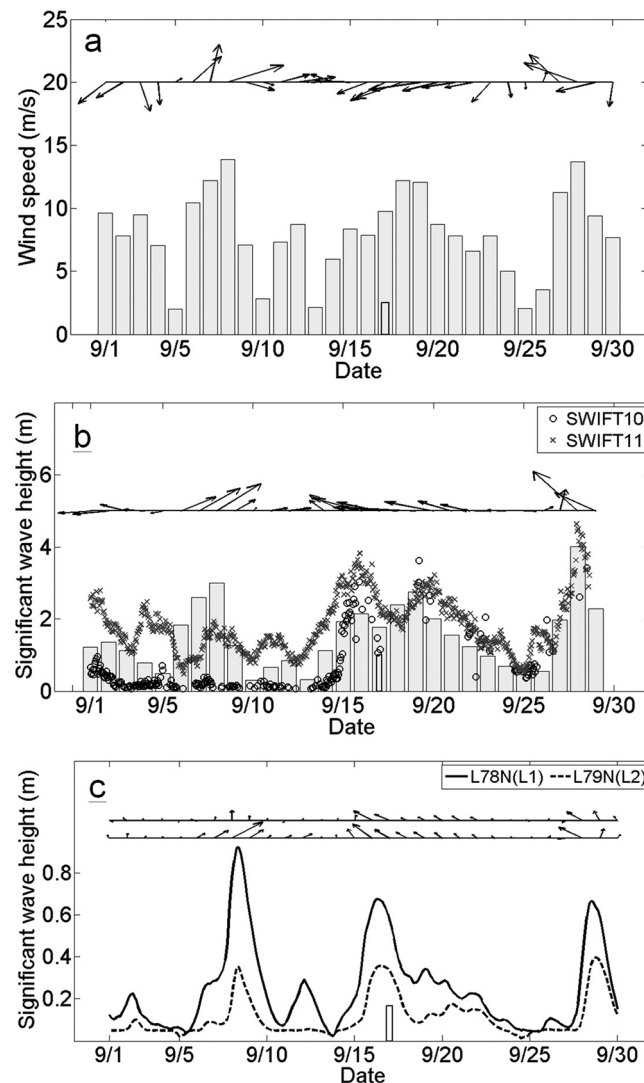 a
Wind speed (m/s)
25
20
15
10
5
0
9/1 9/5 9/10 9/15 9/20 9/25 9/30
Date
b
Significant wave height (m)
SWIFT10
SWIFT11
6
4
2
0
9/1 9/5 9/10 9/15 9/20 9/25 9/30
Date
c
Significant wave height (m)
L78N(L1) L79N(L2)
0.8
0.6
0.4
0.2
9/1 9/5 9/10 9/15 9/20 9/25 9/30
Date